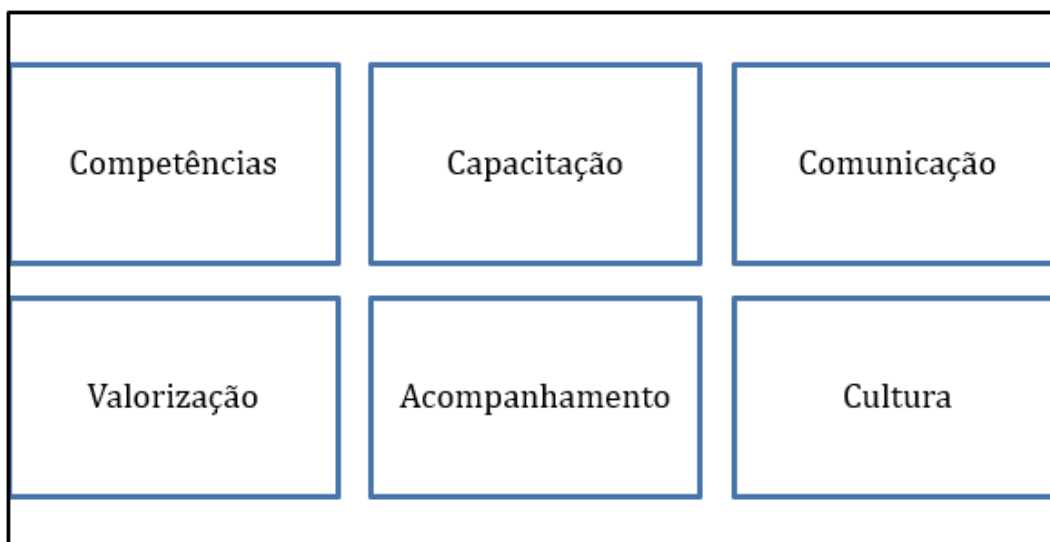 Competências
Capacitação
Comunicação
Valorização
Acompanhamento
Cultura